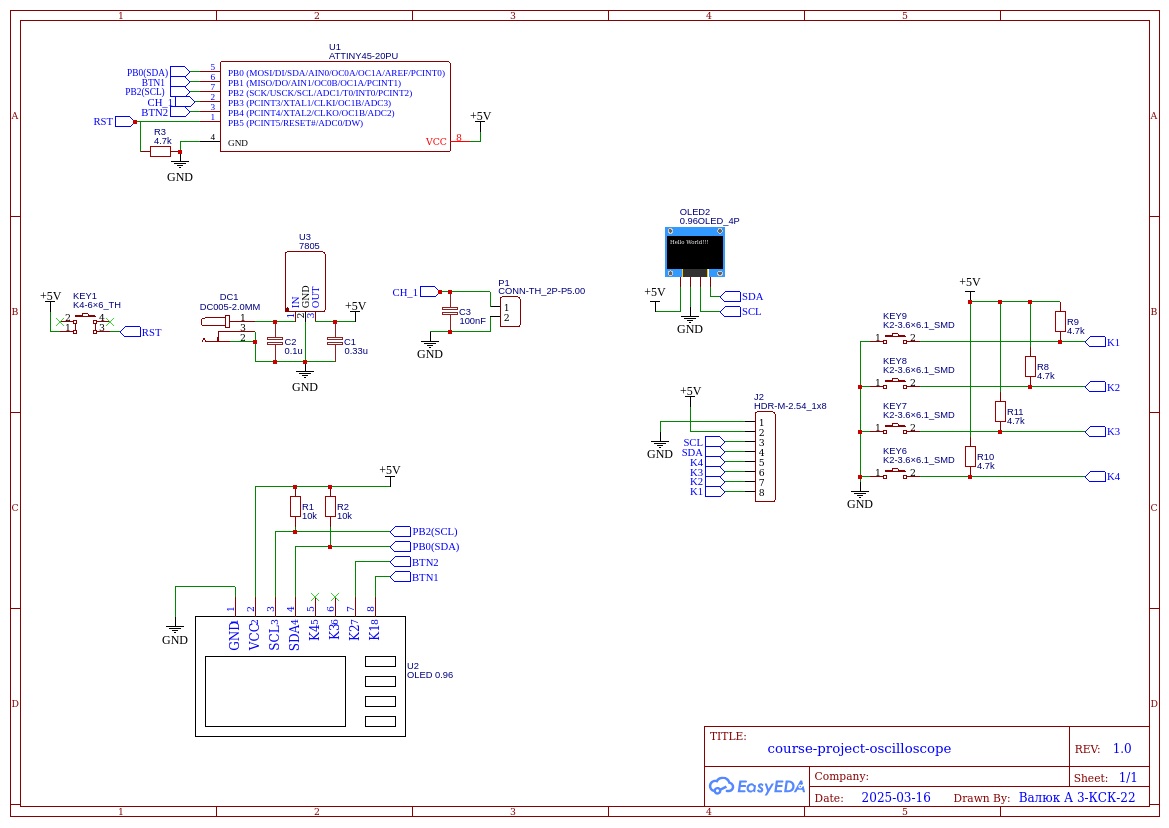 1 2 3 4 5
A A
B B
C C
D D
U1
ATTINY45-20PU
PB0(SDA) 5 PB0 (MOSI/DI/SDA/AIN0/OC0A/OC1A/AREF/PCINT0)
BTN1 6 PB1 (MISO/DO/AIN1/OC0B/OC1A/PCINT1)
PB2(SCL) 7 PB2 (SCK/USCK/SCL/ADC1/T0/INT0/PCINT2)
CH_1 2 PB3 (PCINT3/XTAL1/CLKI/OC1B/ADC3)
BTN2 3 PB4 (PCINT4/XTAL2/CLKO/OC1B/ADC2)
RST 1 PB5 (PCINT5/RESET#/ADC0/DW)
R3
4.7k
4 GND
VCC 8
+5V
GND
+5V
KEY1
K4-6×6_TH
2 4
1 3
RST
DC1
DC005-2.0MM
1
3
2
U3
7805
IN
GND
OUT
1
2
3
+5V
C2
0.1u
C1
0.33u
GND
CH_1
P1
CONN-TH_2P-P5.00
1
2
C3
100nF
GND
OLED2
0.96OLED_4P
Hello World!!!
+5V
SDA
SCL
GND
+5V
J2
HDR-M-2.54_1x8
GND
1
2
SCL 3
SDA 4
K4 5
K3 6
K2 7
K1 8
+5V
KEY9
K2-3.6×6.1_SMD
1 2
R9
4.7k
K1
KEY8
K2-3.6×6.1_SMD
1 2
R8
4.7k
K2
KEY7
K2-3.6×6.1_SMD
1 2
R11
4.7k
K3
KEY6
K2-3.6×6.1_SMD
1 2
R10
4.7k
K4
GND
+5V
R1
10k
R2
10k
PB2(SCL)
PB0(SDA)
BTN2
BTN1
GND
1 2 3 4 5 6 7 8
GND1 VCC2 SCL3 SDA4 K45 K36 K27 K18
U2
OLED 0.96
TITLE:
course-project-oscilloscope
REV: 1.0
EasyEDA
Company:
Sheet: 1/1
Date: 2025-03-16 Drawn By: Валюк А 3-КСК-22
1 2 3 4 5